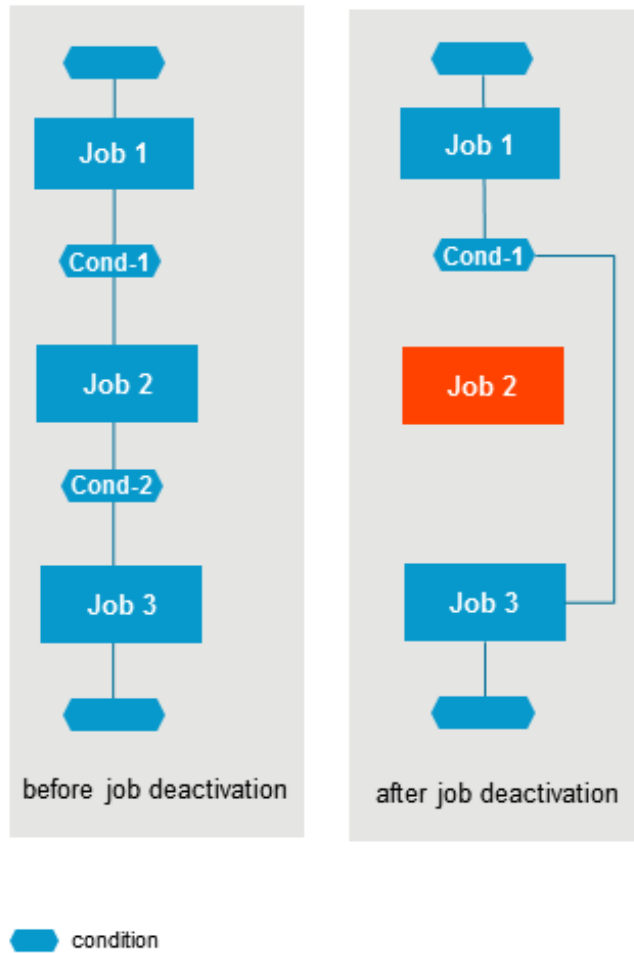 Job 1
Cond-1
Job 2
Cond-2
Job 3
before job deactivation
Job 1
Cond-1
Job 2
Job 3
after job deactivation
condition